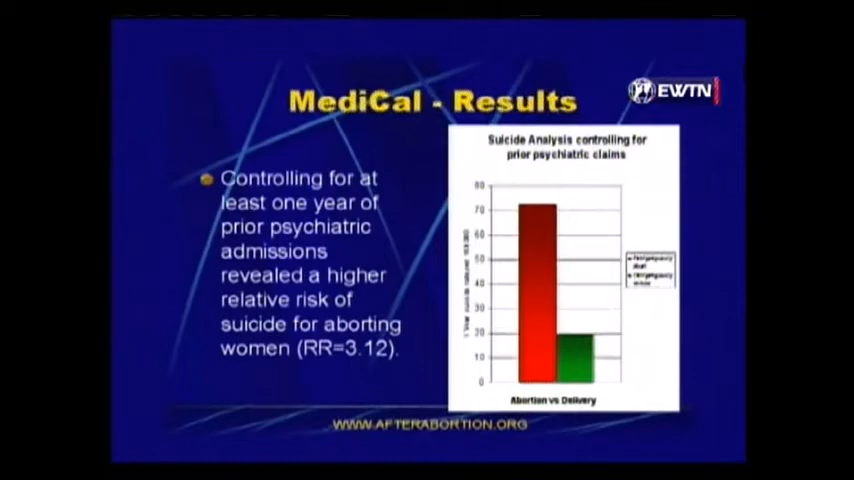 MediCal - Results
EWTN
Controlling for at
least one year of
prior psychiatric
admissions
revealed a higher
relative risk of
suicide for aborting
women (RR=3.12).
Suicide Analysis controlling for
prior psychiatric claims
80
70
60
50
40
30
20
10
0
Abortion vs Delivery
WWW.AFTERABORTION.ORG